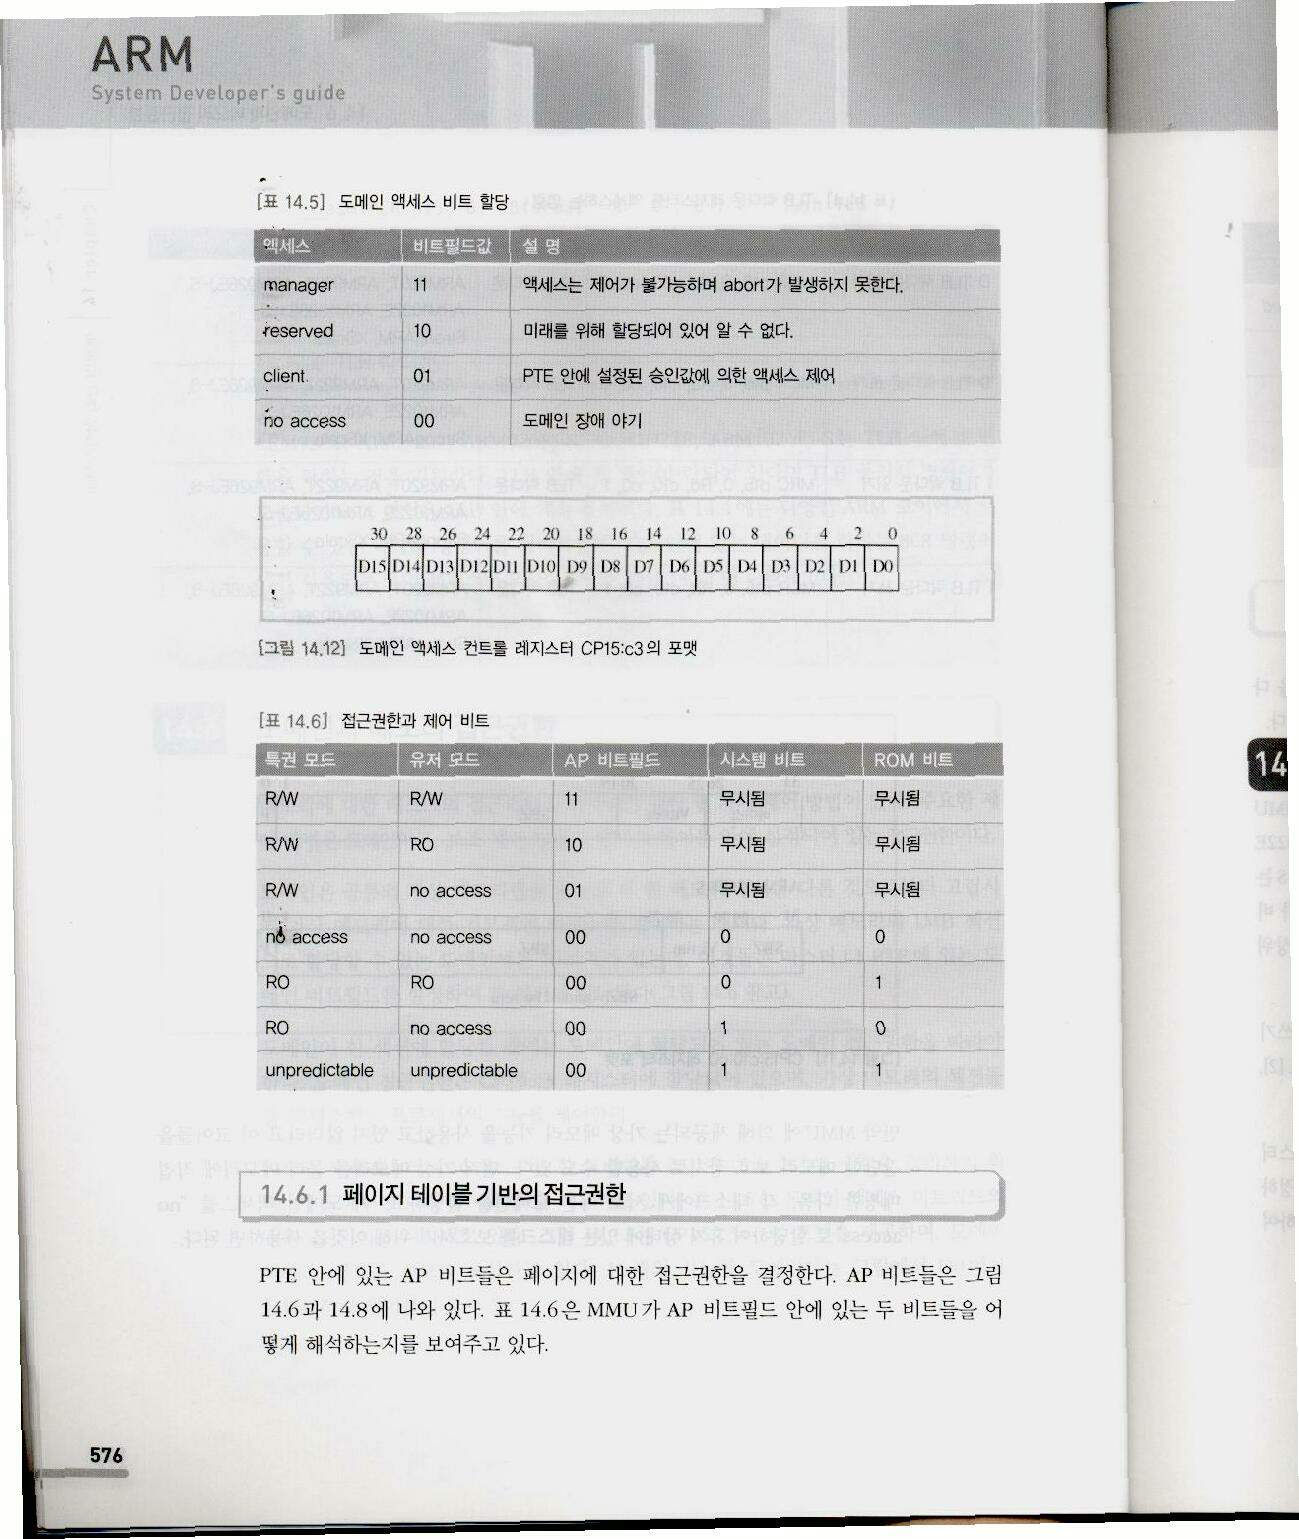 ARM
System Developer's guide
[표 14.5] 도메인 액세스 비트 할당
액세스 비트필드값 설 명
manager 11 액세스는 제어가 불가능하며 abort가 발생하지 못한다.
reserved 10 미래를 위해 할당되어 있어 알 수 없다.
client 01 PTE 안에 설정된 승인값에 의한 액세스 제어
no access 00 도메인 장애 야기
30 28 26 24 22 20 18 16 14 12 10 8 6 4 2 0
D15 D14 D13 D12 D11 D10 D9 D8 D7 D6 D5 D4 D3 D2 D1 D0
[그림 14.12] 도메인 액세스 컨트롤 레지스터 CP15:c3의 포맷
[표 14.6] 접근권한과 제어 비트
특권 모드 유저 모드 AP 비트필드 시스템 비트 ROM 비트
R/W R/W 11 무시됨 무시됨
R/W RO 10 무시됨 무시됨
R/W no access 01 무시됨 무시됨
no access no access 00 0 0
RO RO 00 0 1
RO no access 00 1 0
unpredictable unpredictable 00 1 1
14.6.1 페이지 테이블 기반의 접근권한
PTE 안에 있는 AP 비트들은 페이지에 대한 접근권한을 결정한다. AP 비트들은 그림
14.6과 14.8에 나와 있다. 표 14.6은 MMU가 AP 비트필드 안에 있는 두 비트들을 어
떻게 해석하는지를 보여주고 있다.
576
14